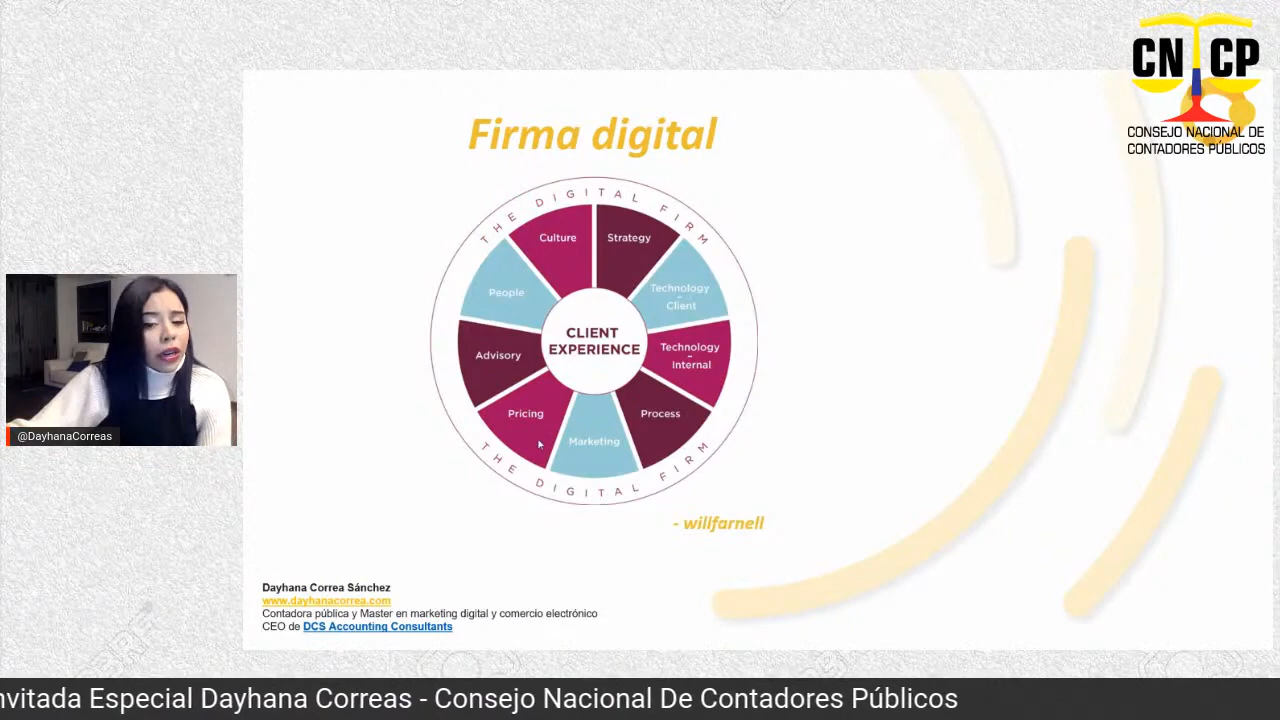 CN CP
CONSEJO NACIONAL DE
CONTADORES PÚBLICOS
Firma digital
THE DIGITAL FIRM
Culture
Strategy
People
Technology
-
Client
CLIENT
EXPERIENCE
Advisory
Technology
-
Internal
Pricing
Process
Marketing
THE DIGITAL FIRM
- willfarnell
@DayhanaCorreas
Dayhana Correa Sánchez
www.dayhanacorrea.com
Contadora pública y Master en marketing digital y comercio electrónico
CEO de DCS Accounting Consultants
nvitada Especial Dayhana Correas - Consejo Nacional De Contadores Públicos